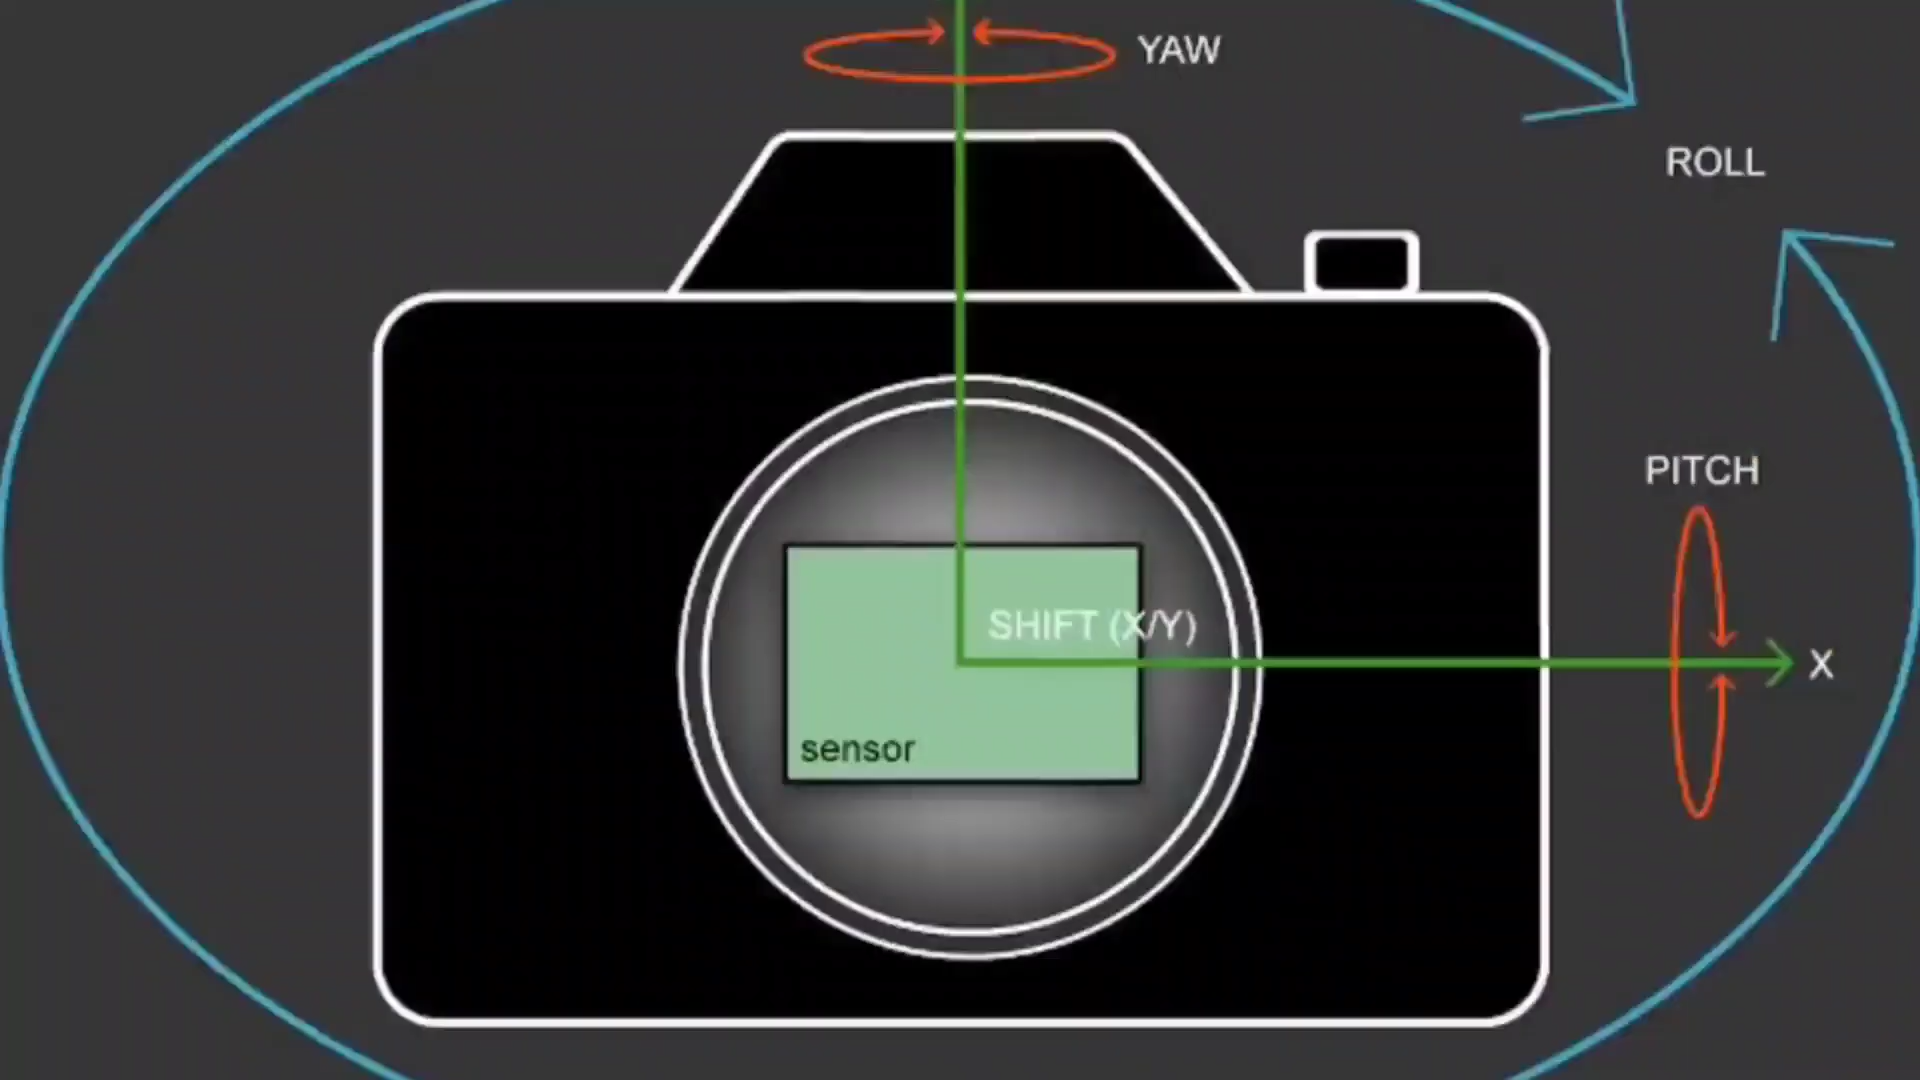 YAW
ROLL
PITCH
SHIFT (X/Y)
X
sensor